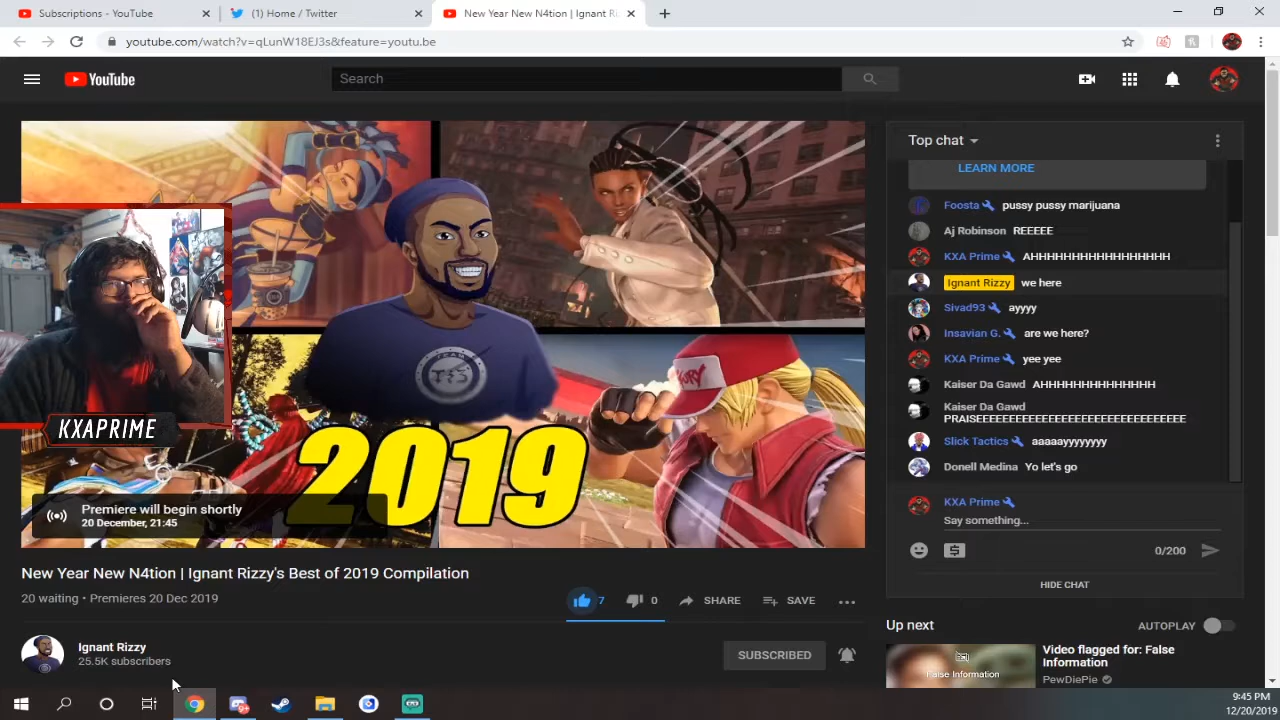 Subscriptions - YouTube
(1) Home / Twitter
New Year New N4tion | Ignant Ri
youtube.com/watch?v=qLunW18EJ3s&feature=youtu.be
YouTube
Search
Top chat
LEARN MORE
Foosta pussy pussy marijuana
Aj Robinson REEEEE
KXA Prime AHHHHHHHHHHHHHHHHHH
Ignant Rizzy we here
Sivad93 ayyyy
Insavian G. are we here?
KXA Prime yee yee
Kaiser Da Gawd AHHHHHHHHHHHHHH
Kaiser Da Gawd
PRAISEEEEEEEEEEEEEEEEEEEEEEEEEEEE
Slick Tactics aaaaayyyyyyyy
Donell Medina Yo let's go
KXA Prime
Say something...
0/200
HIDE CHAT
KXAPRIME
2019
Premiere will begin shortly
20 December, 21:45
New Year New N4tion | Ignant Rizzy's Best of 2019 Compilation
20 waiting • Premieres 20 Dec 2019
7
0
SHARE
SAVE
Ignant Rizzy
25.5K subscribers
SUBSCRIBED
Up next
AUTOPLAY
False Information
Video flagged for: False
Information
PewDiePie
9:45 PM
12/20/2019